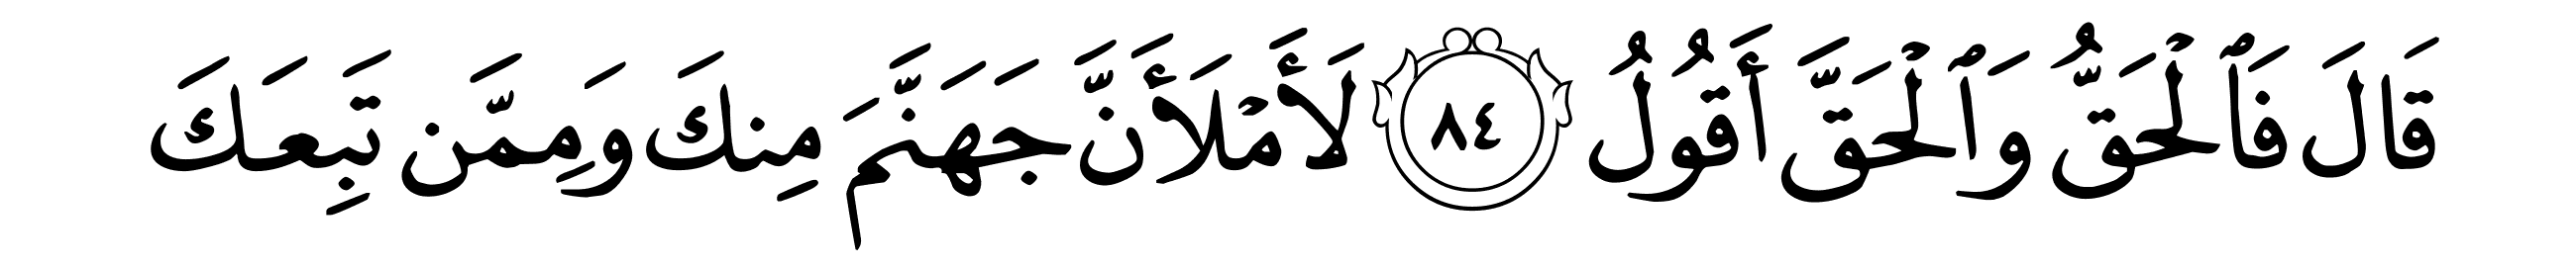 قَالَ فَٱلْحَقُّ وَٱلْحَقَّ أَقُولُ ٨٤ لَأَمْلَأَنَّ جَهَنَّمَ مِنكَ وَمِمَّن تَبِعَكَ